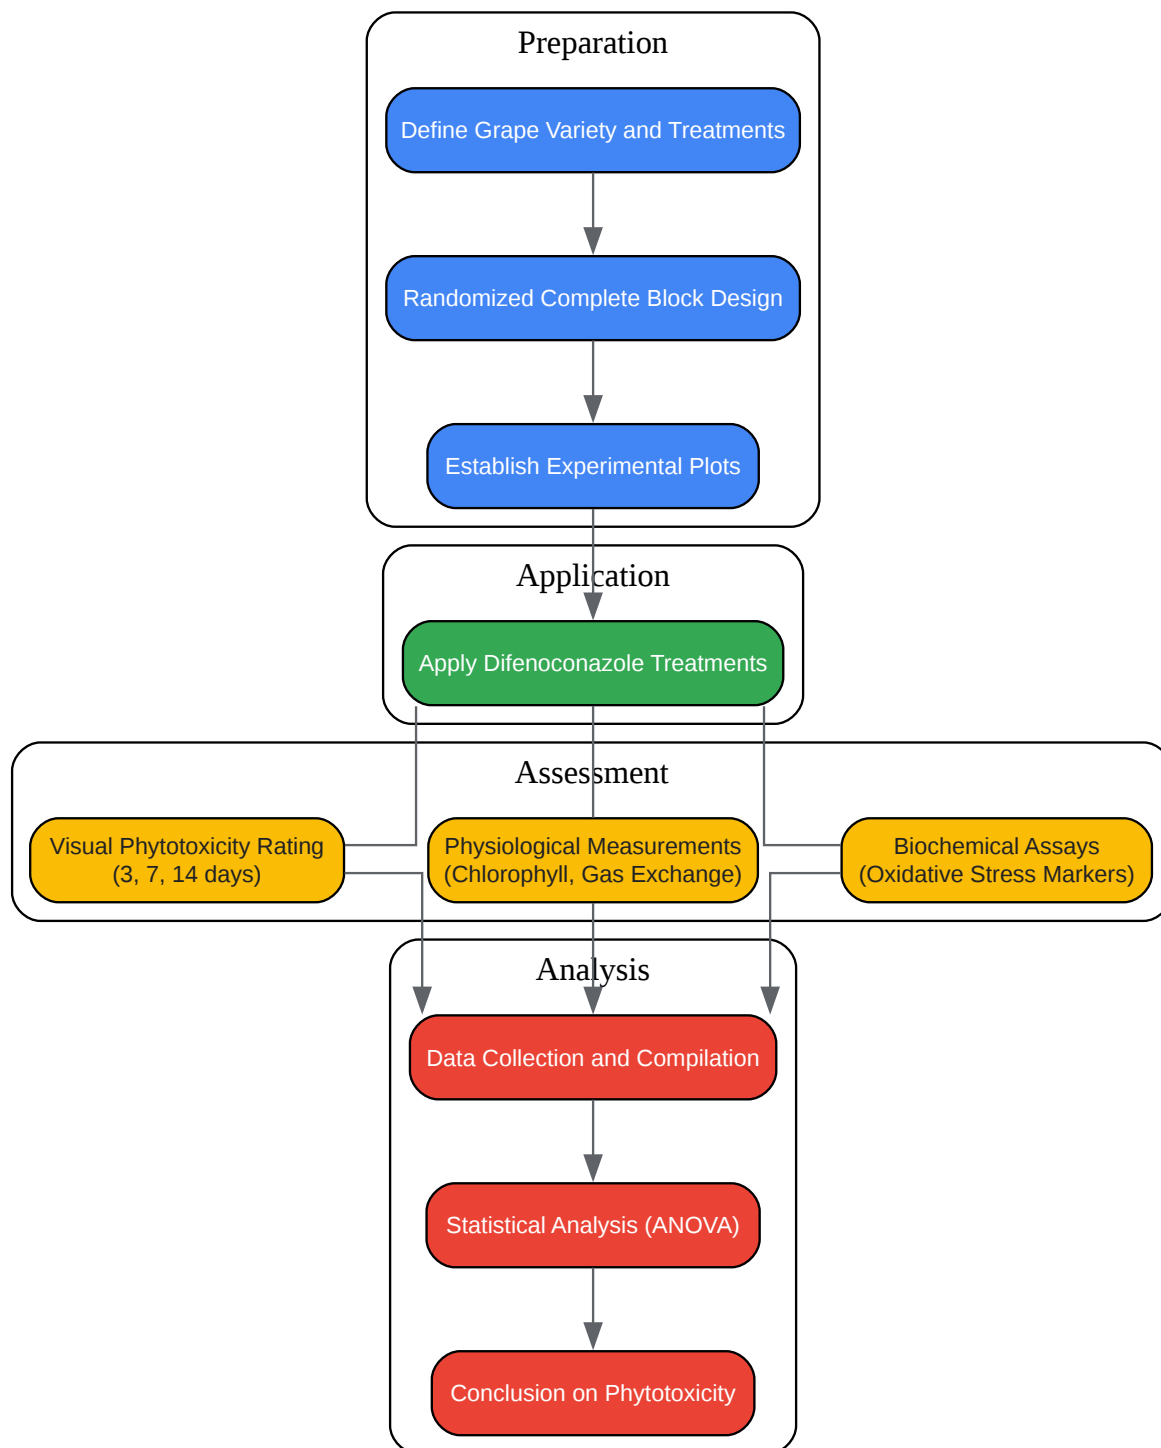 Preparation
Define Grape Variety and Treatments
Randomized Complete Block Design
Establish Experimental Plots
Application
Apply Difenoconazole Treatments
Assessment
Visual Phytotoxicity Rating
(3, 7, 14 days)
Physiological Measurements
(Chlorophyll, Gas Exchange)
Biochemical Assays
(Oxidative Stress Markers)
Analysis
Data Collection and Compilation
Statistical Analysis (ANOVA)
Conclusion on Phytotoxicity